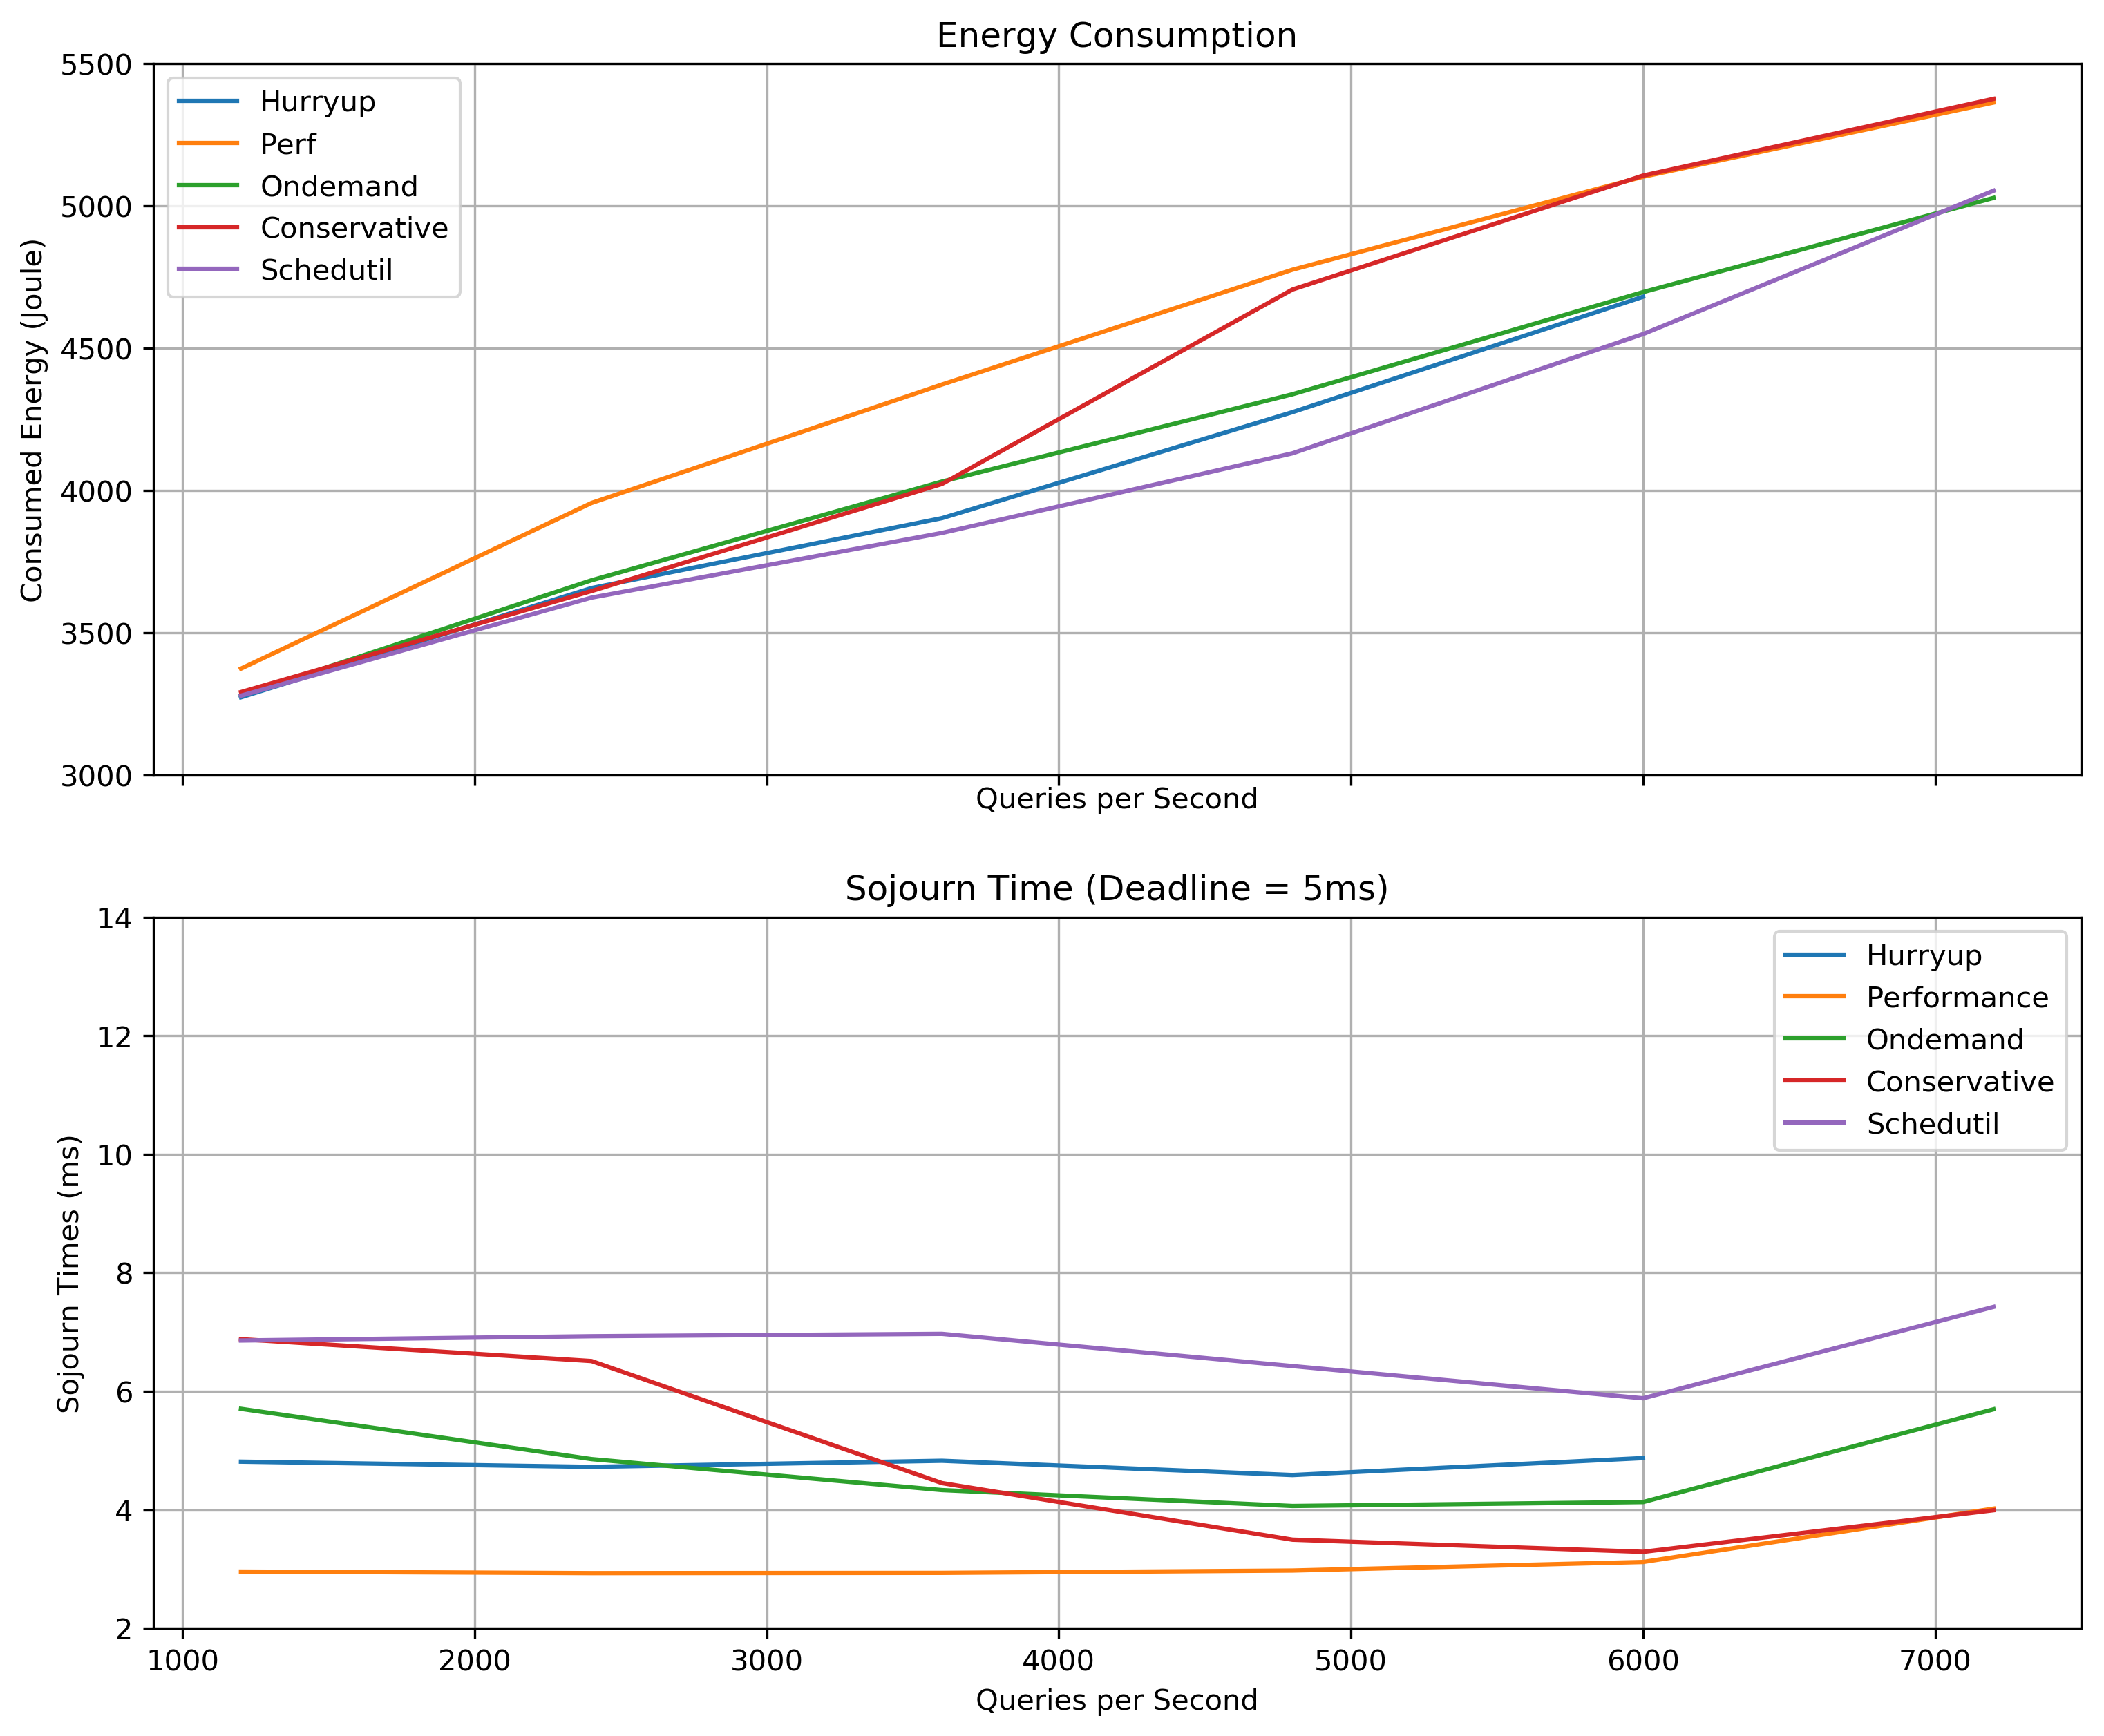 Energy Consumption
5500
5000
4500
4000
3500
3000
Consumed Energy (Joule)
Hurryup
Perf
Ondemand
Conservative
Schedutil
Queries per Second
Sojourn Time (Deadline = 5ms)
14
12
10
8
6
4
2
Sojourn Times (ms)
Hurryup
Performance
Ondemand
Conservative
Schedutil
1000 2000 3000 4000 5000 6000 7000
Queries per Second